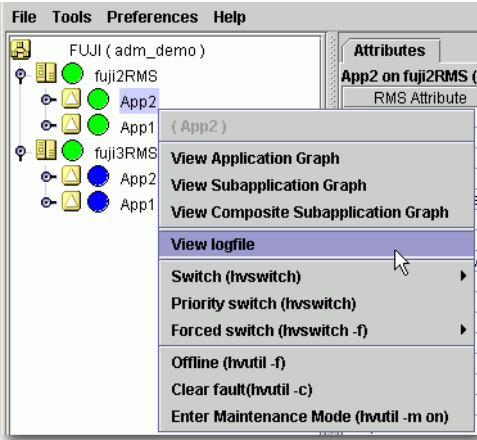 File Tools Preferences Help
FUJI ( adm_demo )
Attributes
fuji2RMS
App2 on fuji2RMS (
App2
RMS Attribute
App1
( App2 )
fuji3RMS
View Application Graph
App2
View Subapplication Graph
App1
View Composite Subapplication Graph
View logfile
Switch (hvswitch)
Priority switch (hvswitch)
Forced switch (hvswitch -f)
Offline (hvutil -f)
Clear fault(hvutil -c)
Enter Maintenance Mode (hvutil -m on)